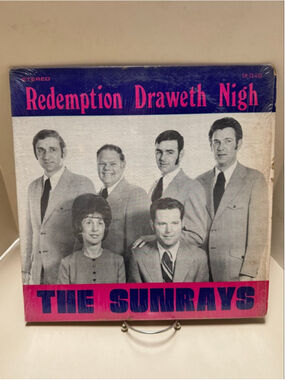 STEREO
Redemption Draweth Nigh
THE SUNRAYS